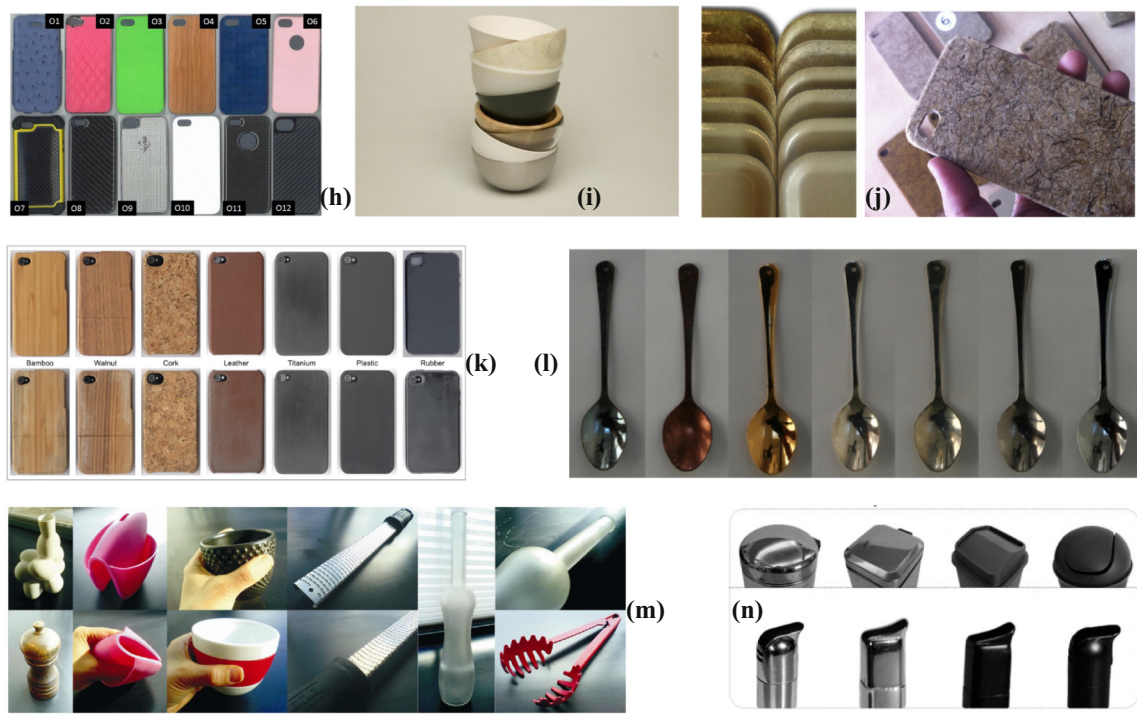 O1 O2 O3 O4 O5 O6
O7 O8 O9 O10 O11 O12
(h)
(i)
6
(j)
Bamboo Walnut Cork Leather Titanium Plastic Rubber
(k)
(l)
(m)
(n)